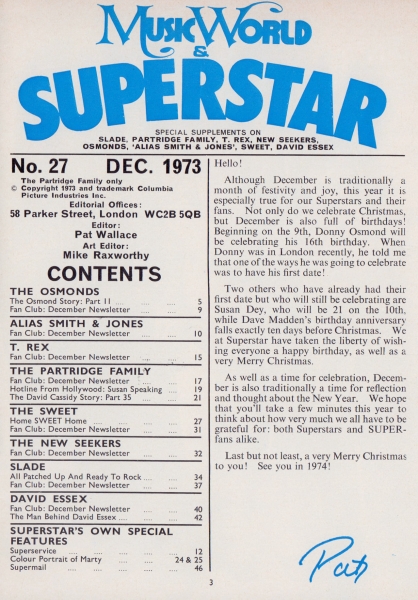 MUSIC WORLD
&
SUPERSTAR
SPECIAL SUPPLEMENTS ON
SLADE, PARTRIDGE FAMILY, T. REX, NEW SEEKERS,
OSMONDS, 'ALIAS SMITH & JONES', SWEET, DAVID ESSEX
No. 27 DEC. 1973
The Partridge Family only
© Copyright 1973 and trademark Columbia
Picture Industries Inc.
Editorial Offices:
58 Parker Street, London WC2B 5QB
Editor:
Pat Wallace
Art Editor:
Mike Raxworthy
CONTENTS
THE OSMONDS
The Osmond Story: Part 11 .... .... 5
Fan Club: December Newsletter .... 9
ALIAS SMITH & JONES
Fan Club: December Newsletter .... 10
T. REX
Fan Club: December Newsletter .... 15
THE PARTRIDGE FAMILY
Fan Club: December Newsletter .... 17
Hotline From Hollywood: Susan Speaking .... 19
The David Cassidy Story: Part 35 .... .... 21
THE SWEET
Home SWEET Home .... .... .... 27
Fan Club: December Newsletter .... 31
THE NEW SEEKERS
Fan Club: December Newsletter .... 32
SLADE
All Patched Up And Ready To Rock .... .... 34
Fan Club: December Newsletter .... 37
DAVID ESSEX
Fan Club: December Newsletter .... 40
The Man Behind David Essex .... .... 42
SUPERSTAR'S OWN SPECIAL
FEATURES
Superservice .... .... .... .... 12
Colour Portrait of Marty .... .... 24 & 25
Supermail .... .... .... .... 46
Hello!
Although December is traditionally a
month of festivity and joy, this year it is
especially true for our Superstars and their
fans. Not only do we celebrate Christmas,
but December is also full of birthdays!
Beginning on the 9th, Donny Osmond will
be celebrating his 16th birthday. When
Donny was in London recently, he told me
that one of the ways he was going to celebrate
was to have his first date!
Two others who have already had their
first date but who will still be celebrating are
Susan Dey, who will be 21 on the 10th,
while Dave Madden's birthday anniversary
falls exactly ten days before Christmas. We
at Superstar have taken the liberty of wish-
ing everyone a happy birthday, as well as a
very Merry Christmas.
As well as a time for celebration, Decem-
ber is also traditionally a time for reflection
and thought about the New Year. We hope
that you'll take a few minutes this year to
think about how very much we all have to be
grateful for: both Superstars and SUPER-
fans alike.
Last but not least, a very Merry Christmas
to you! See you in 1974!
Pat
3